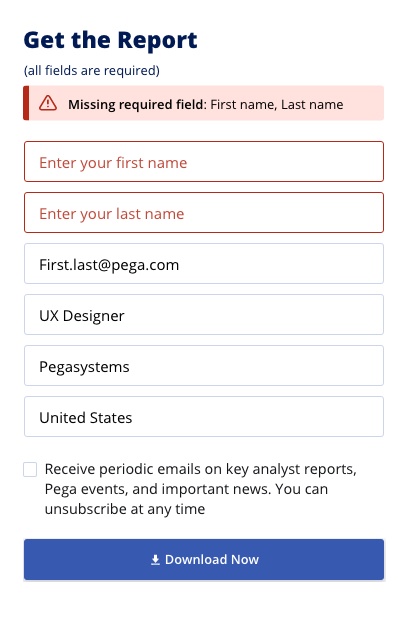 Get the Report
(all fields are required)
Missing required field: First name, Last name
Enter your first name
Enter your last name
First.last@pega.com
UX Designer
Pegasystems
United States
Receive periodic emails on key analyst reports,
Pega events, and important news. You can
unsubscribe at any time
Download Now